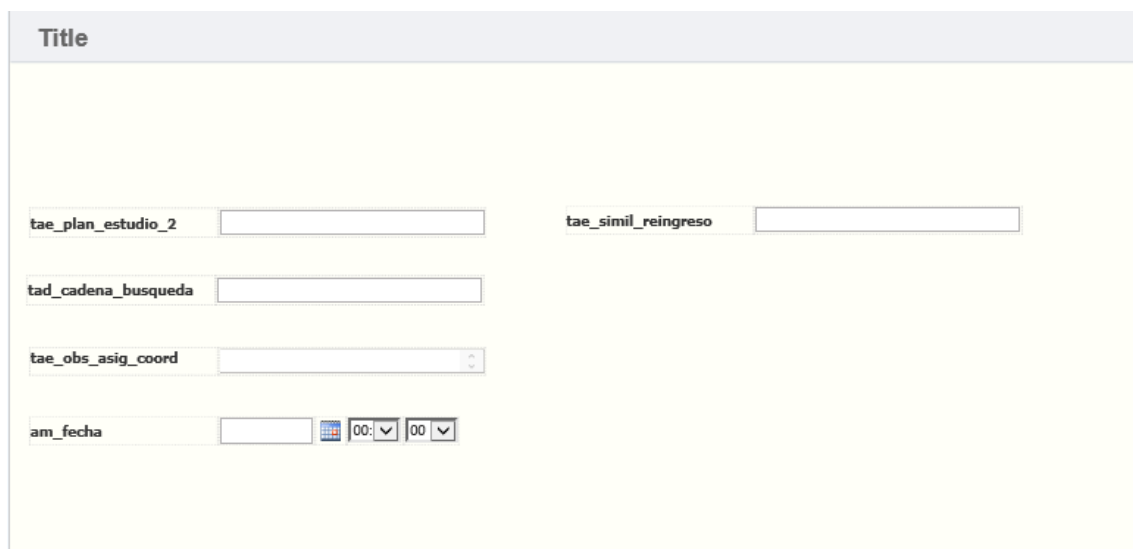 Title
tae_plan_estudio_2 tae_simil_reingreso
tad_cadena_busqueda
tae_obs_asig_coord
am_fecha 00: 00